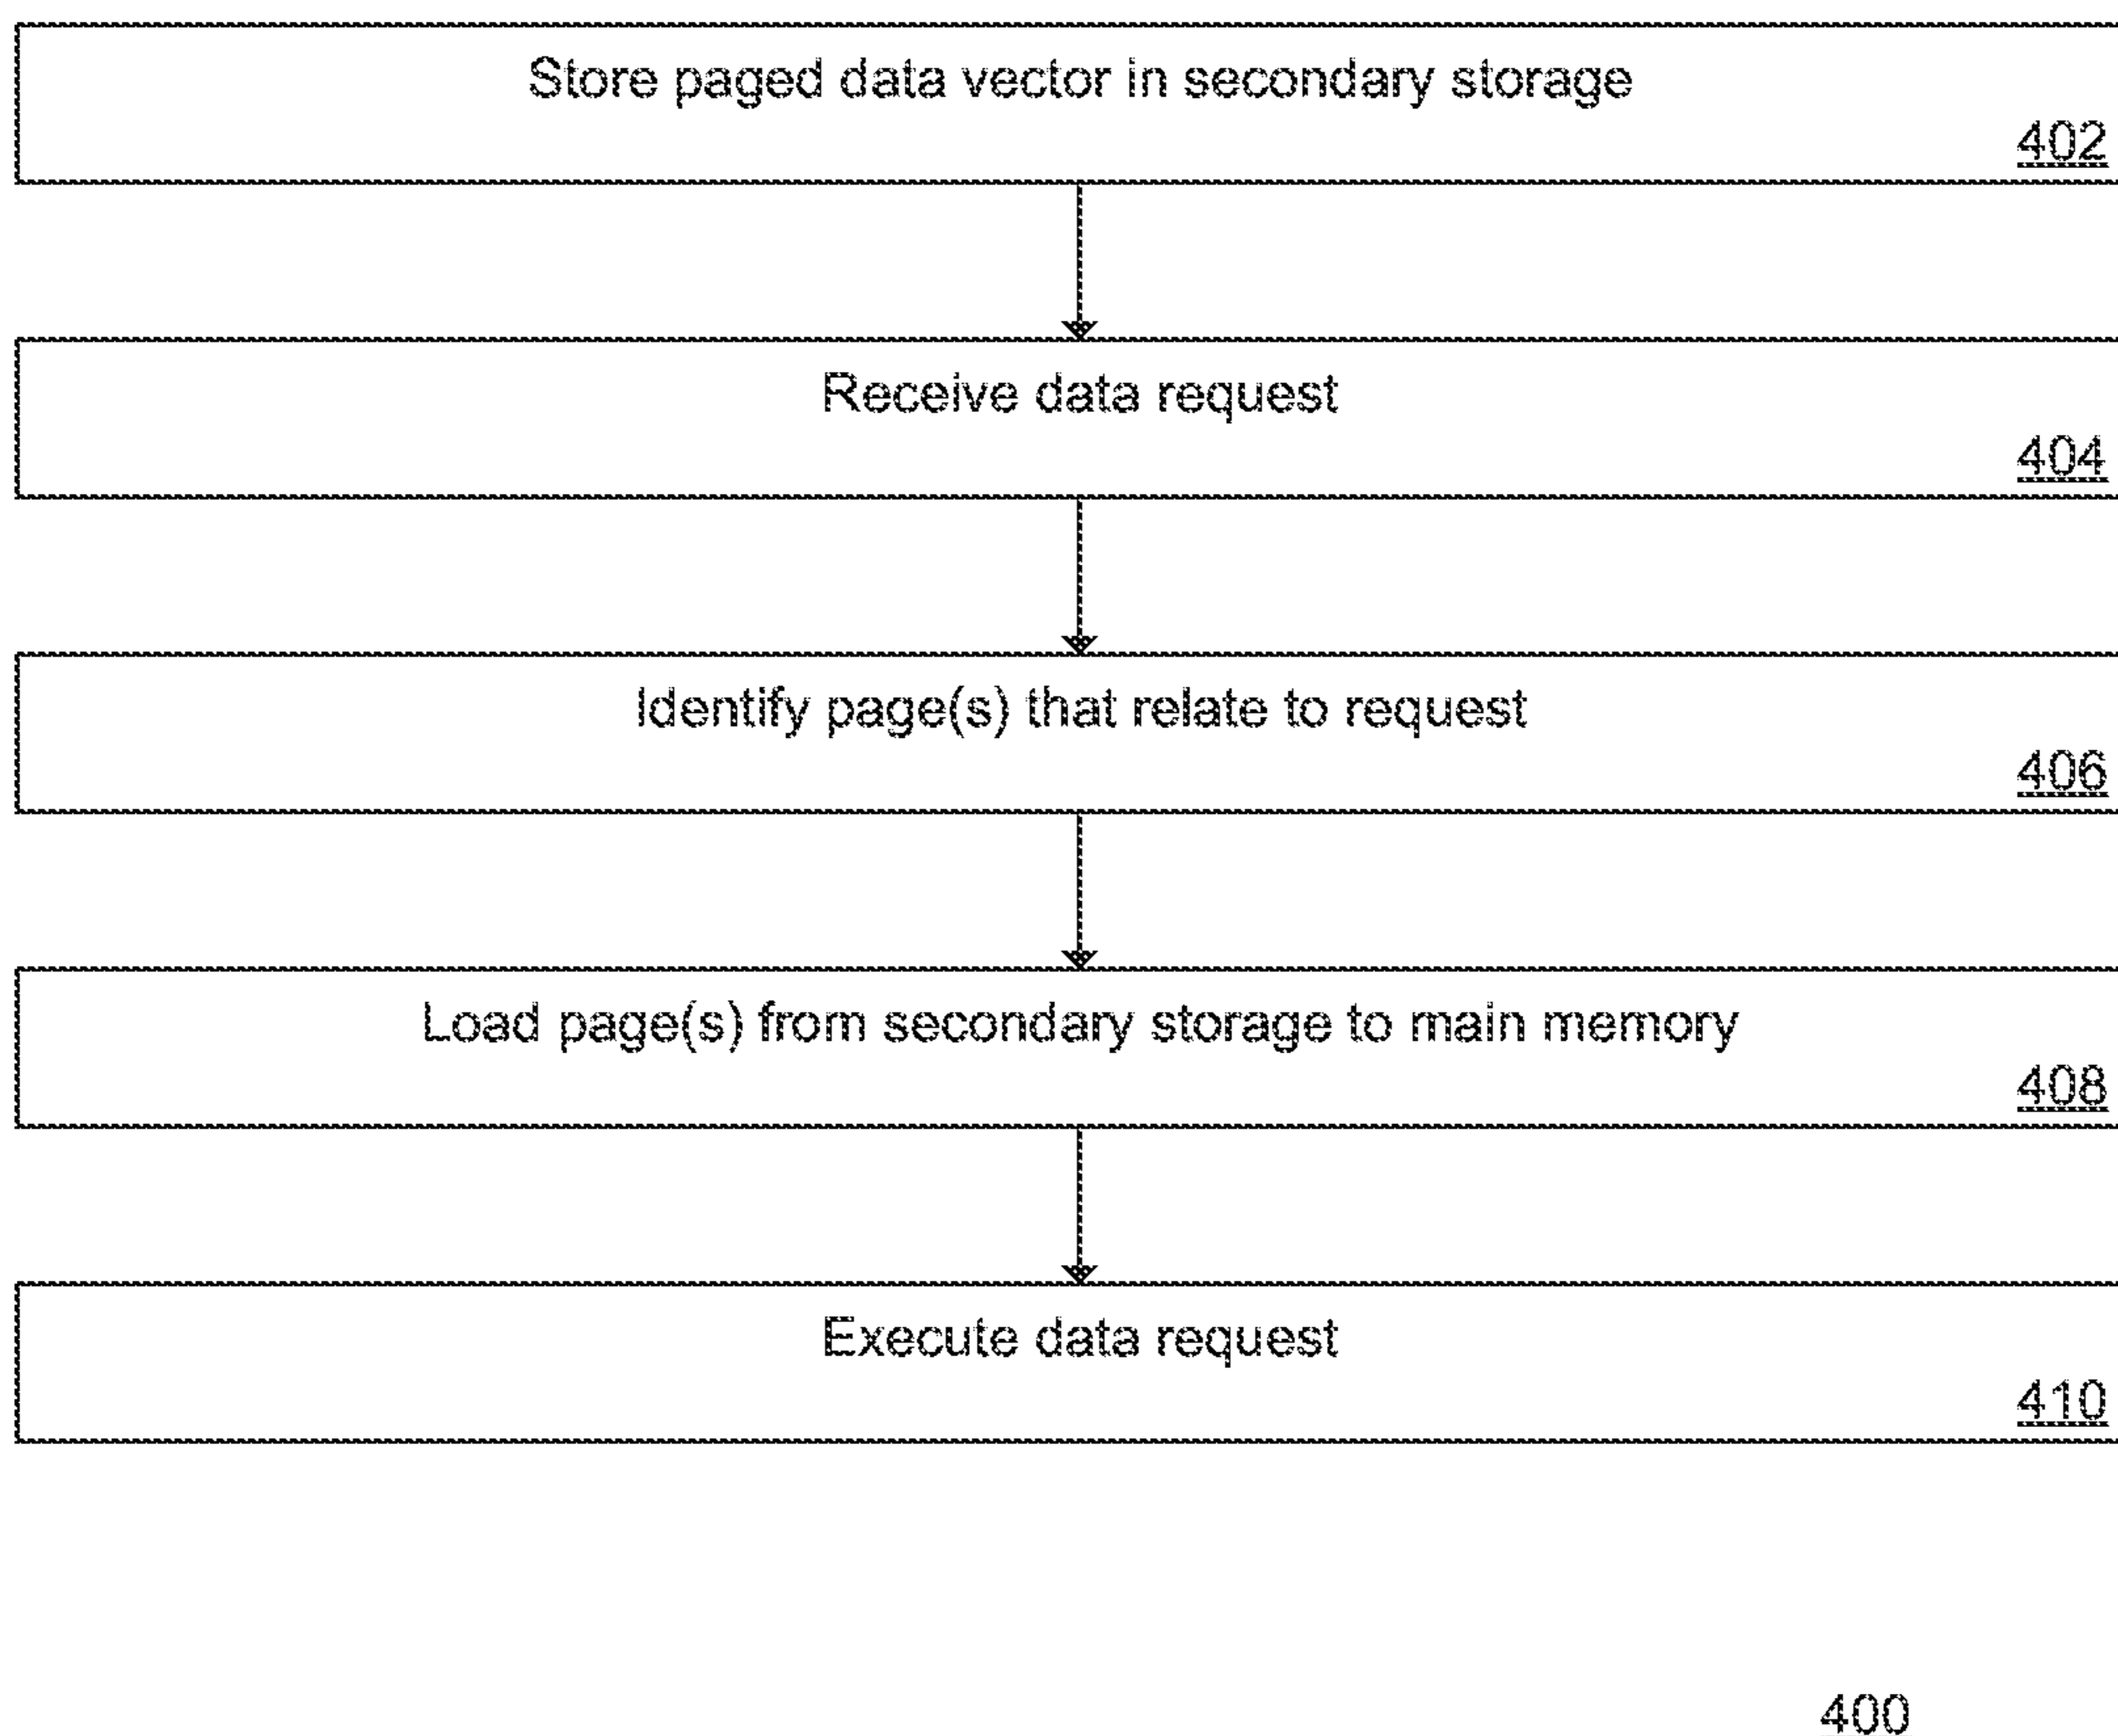 Store paged data vector in secondary storage
402
Receive data request
404
Identify page(s) that relate to request
406
Load page(s) from secondary storage to main memory
408
Execute data request
410
400